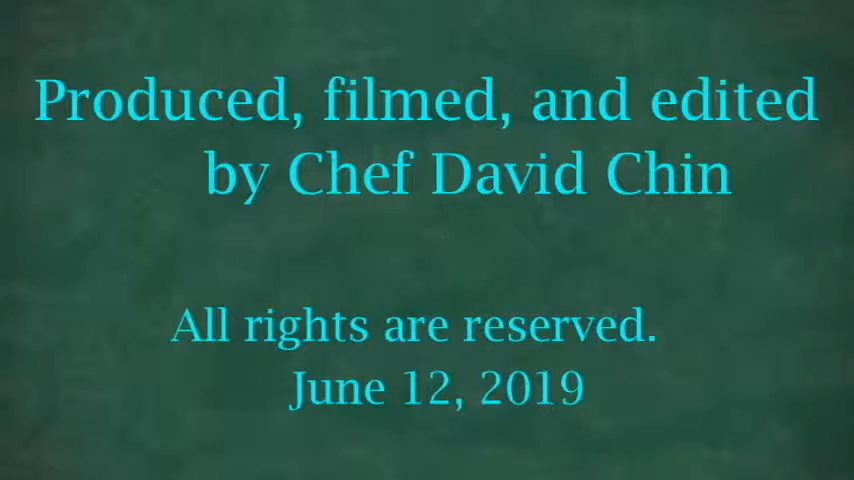 Produced, filmed, and edited
by Chef David Chin
All rights are reserved.
June 12, 2019